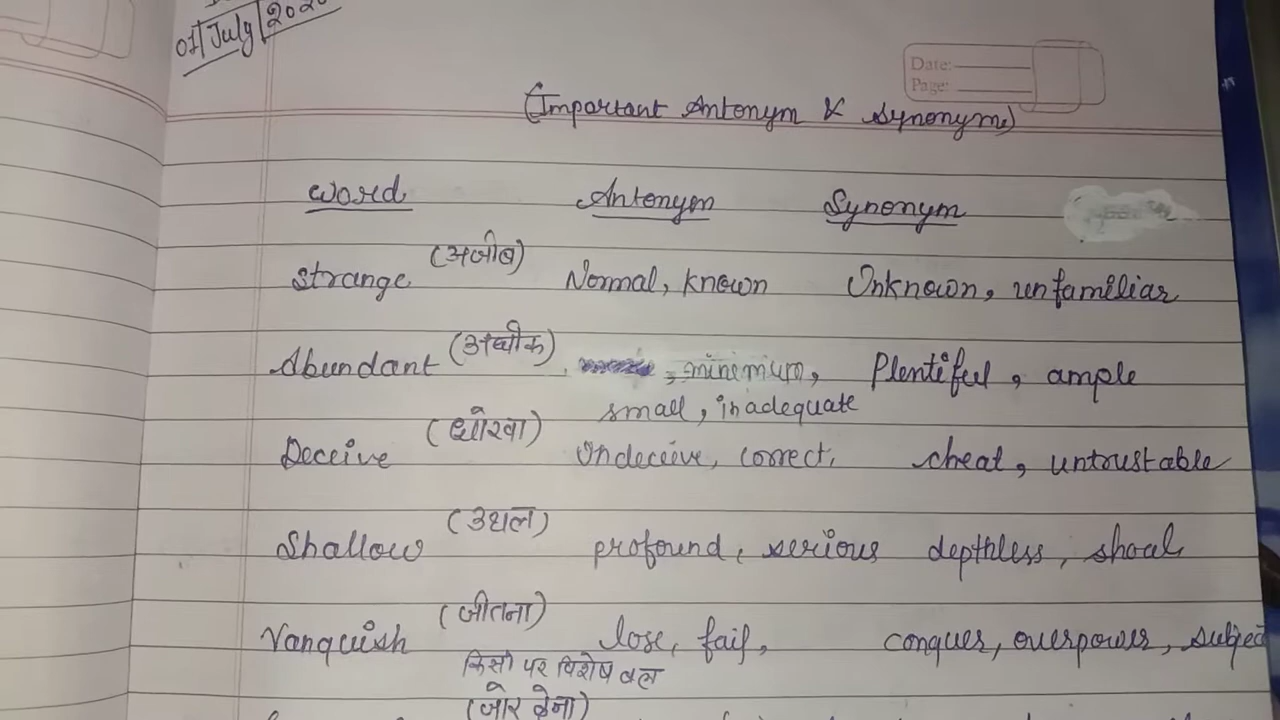 01/July/2020
Date:
Page:
(Important Antonym & Synonyms)
Word Antonym Synonym
Strange (अजीब) Normal, known Unknown, unfamiliar
Abundant (अधीक) , minimum, Plentiful, ample
small, inadequate
Deceive (धोखा) Undeceive, correct, cheat, untrustable
Shallow (उथल) profound, serious depthless, shoal
Vanquish (जीतना) lose, fail, conquer, overpower, subject
किसी पर विशेष बल
(जोर देना)